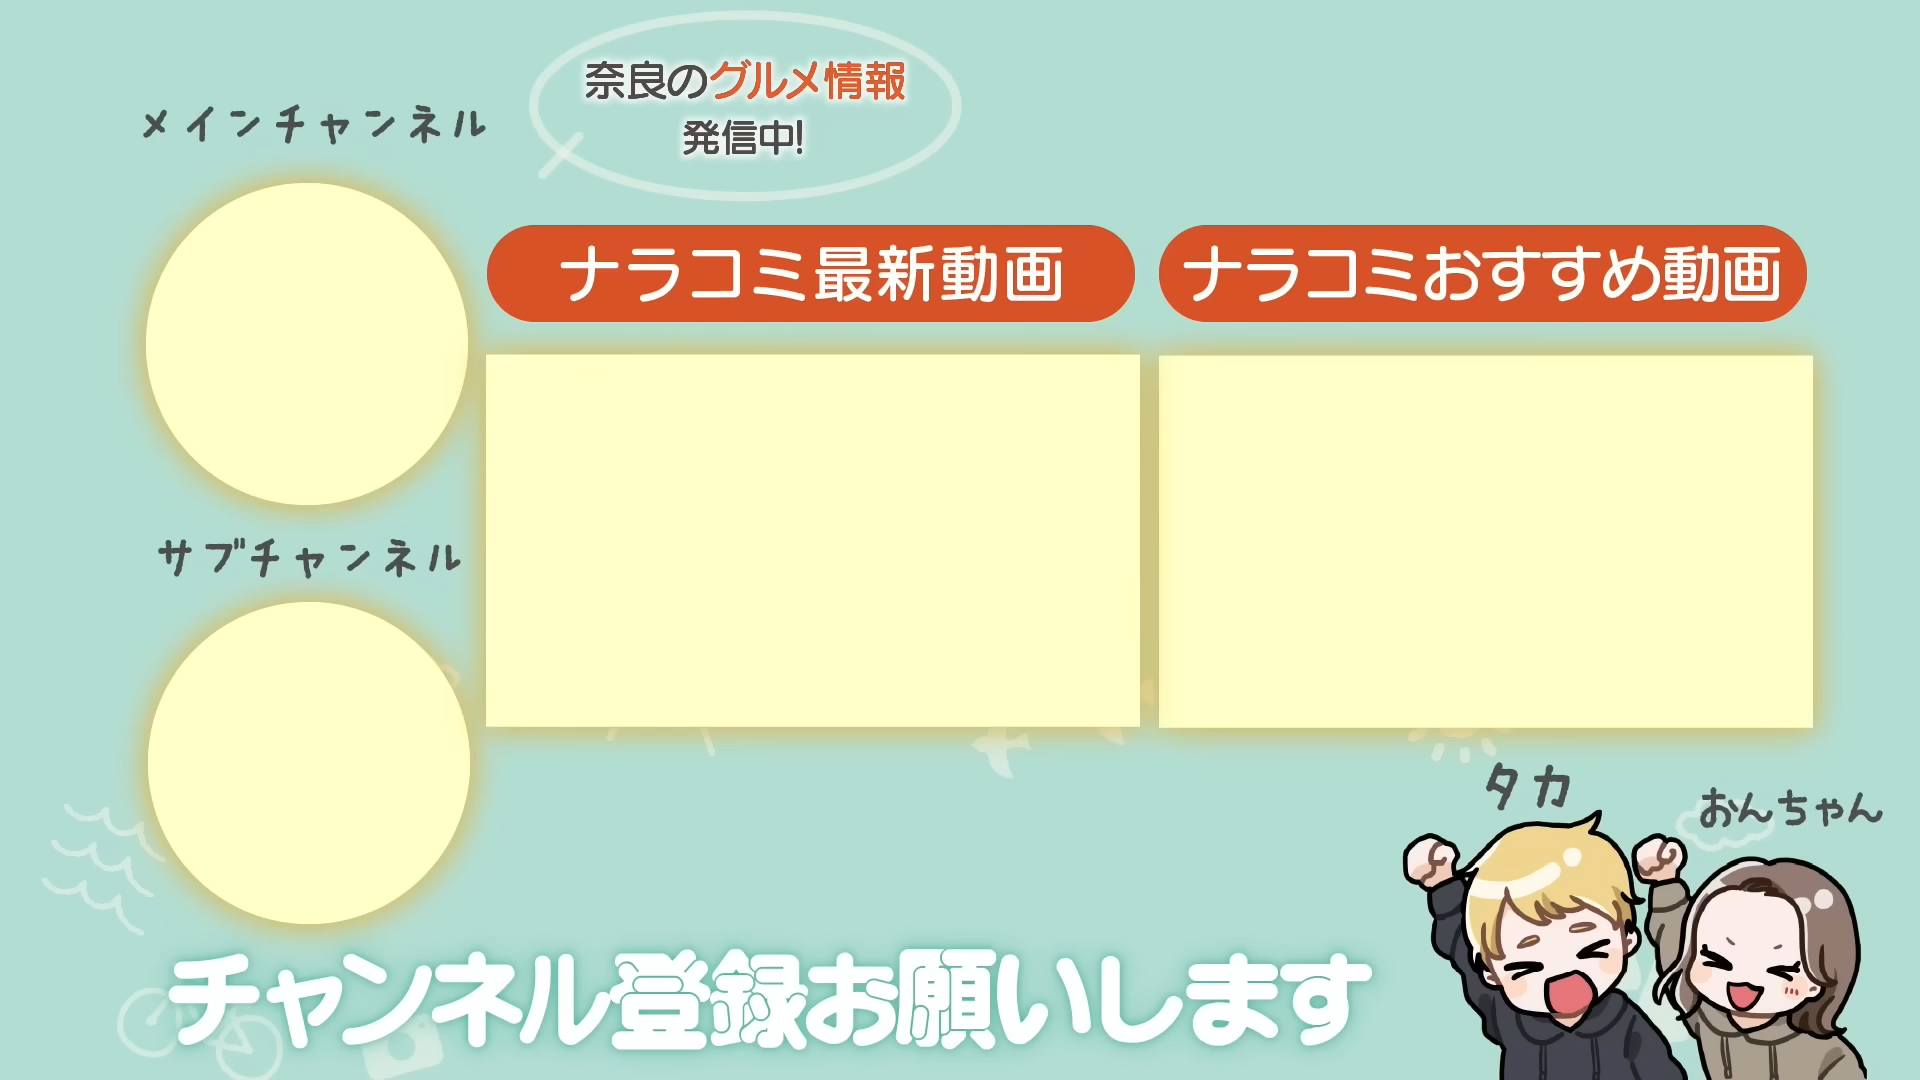 奈良のグルメ情報
発信中!
メインチャンネル
ナラコミ最新動画
ナラコミおすすめ動画
サブチャンネル
タカ
おんちゃん
チャンネル登録お願いします